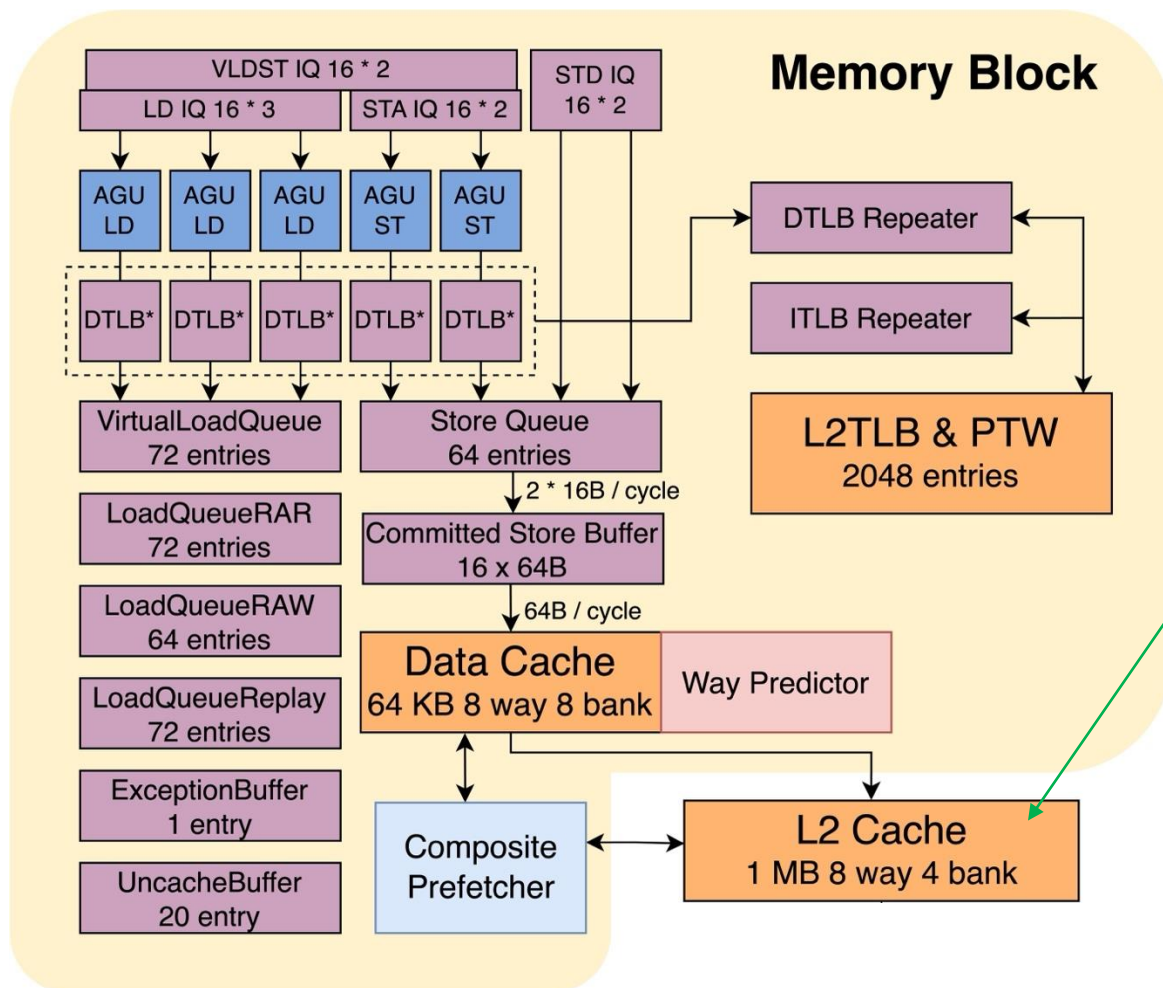 Memory Block
VLDST IQ 16 * 2
LD IQ 16 * 3
STA IQ 16 * 2
STD IQ
16 * 2
AGU
LD
AGU
LD
AGU
LD
AGU
ST
AGU
ST
DTLB*
DTLB*
DTLB*
DTLB*
DTLB*
DTLB Repeater
ITLB Repeater
L2TLB & PTW
2048 entries
VirtualLoadQueue
72 entries
Store Queue
64 entries
2 * 16B / cycle
LoadQueueRAR
72 entries
Committed Store Buffer
16 x 64B
64B / cycle
LoadQueueRAW
64 entries
Data Cache
64 KB 8 way 8 bank
Way Predictor
LoadQueueReplay
72 entries
ExceptionBuffer
1 entry
Composite
Prefetcher
L2 Cache
1 MB 8 way 4 bank
UncacheBuffer
20 entry